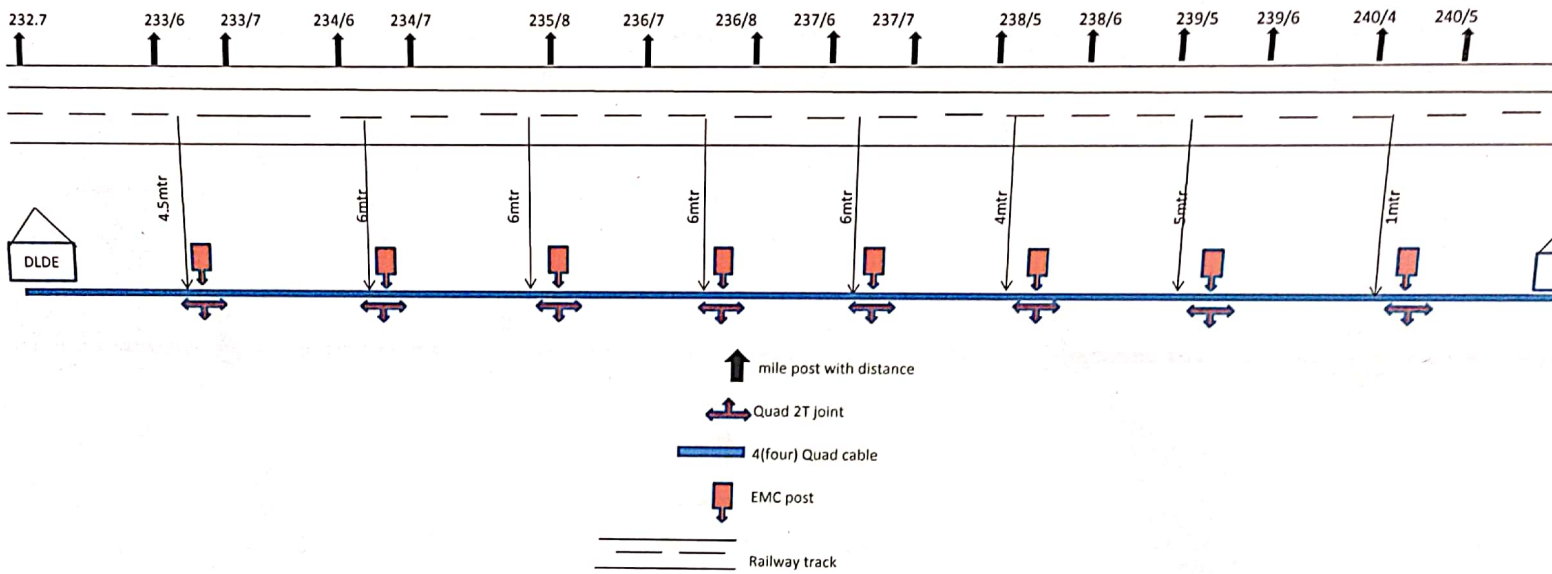 232.7 233/6 233/7 234/6 234/7 235/8 236/7 236/8 237/6 237/7 238/5 238/6 239/5 239/6 240/4 240/5
4.5mtr 6mtr 6mtr 6mtr 6mtr 4mtr 5mtr 1mtr
DLDE
mile post with distance
Quad 2T joint
4(four) Quad cable
EMC post
Railway track